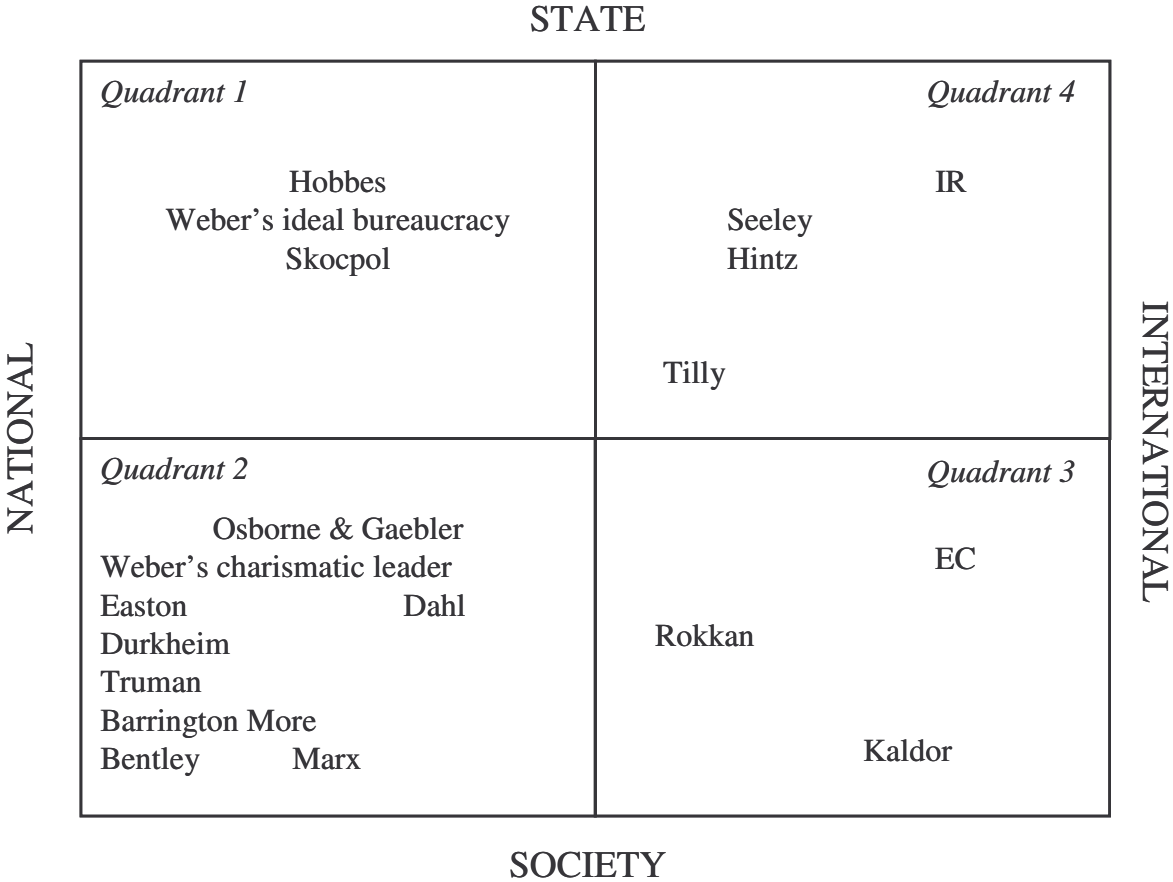 STATE
Quadrant 1
Hobbes
Weber's ideal bureaucracy
Skocpol
Quadrant 4
IR
Seeley
Hintz
Tilly
NATIONAL
INTERNATIONAL
Quadrant 2
Osborne & Gaebler
Weber's charismatic leader
Easton Dahl
Durkheim
Truman
Barrington More
Bentley Marx
Quadrant 3
EC
Rokkan
Kaldor
SOCIETY